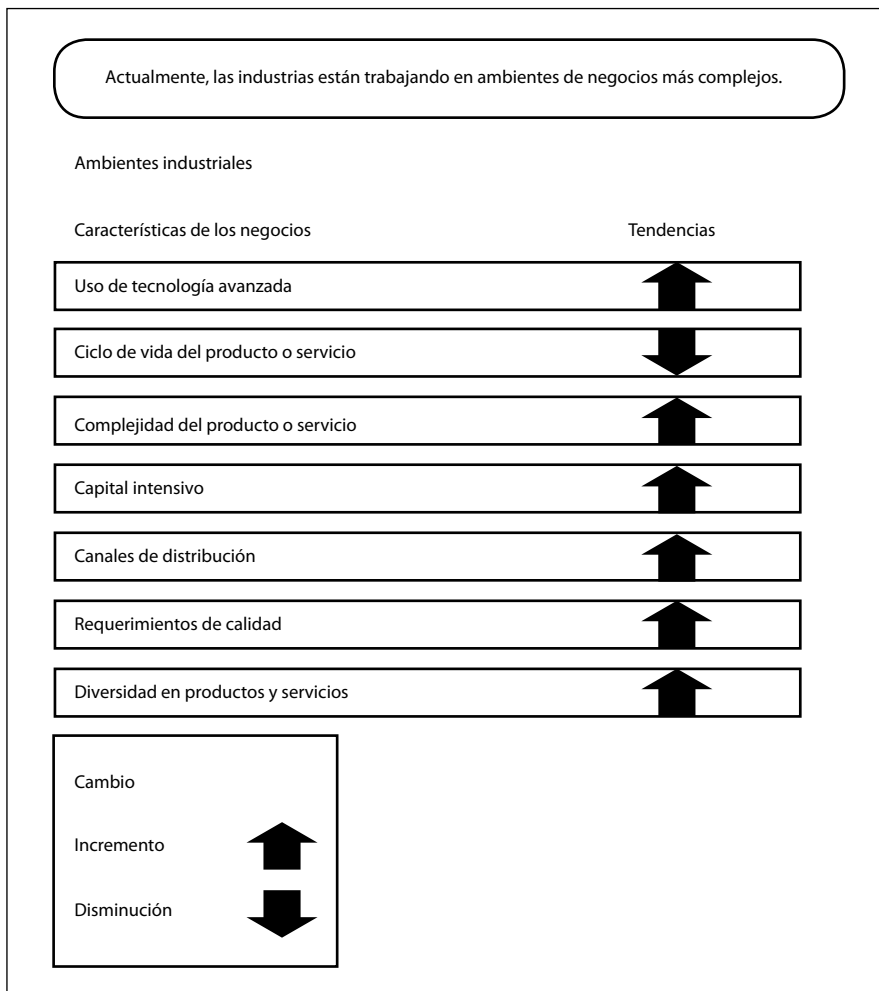 Actualmente, las industrias están trabajando en ambientes de negocios más complejos.
Ambientes industriales
Características de los negocios Tendencias
Uso de tecnología avanzada
Ciclo de vida del producto o servicio
Complejidad del producto o servicio
Capital intensivo
Canales de distribución
Requerimientos de calidad
Diversidad en productos y servicios
Cambio
Incremento
Disminución